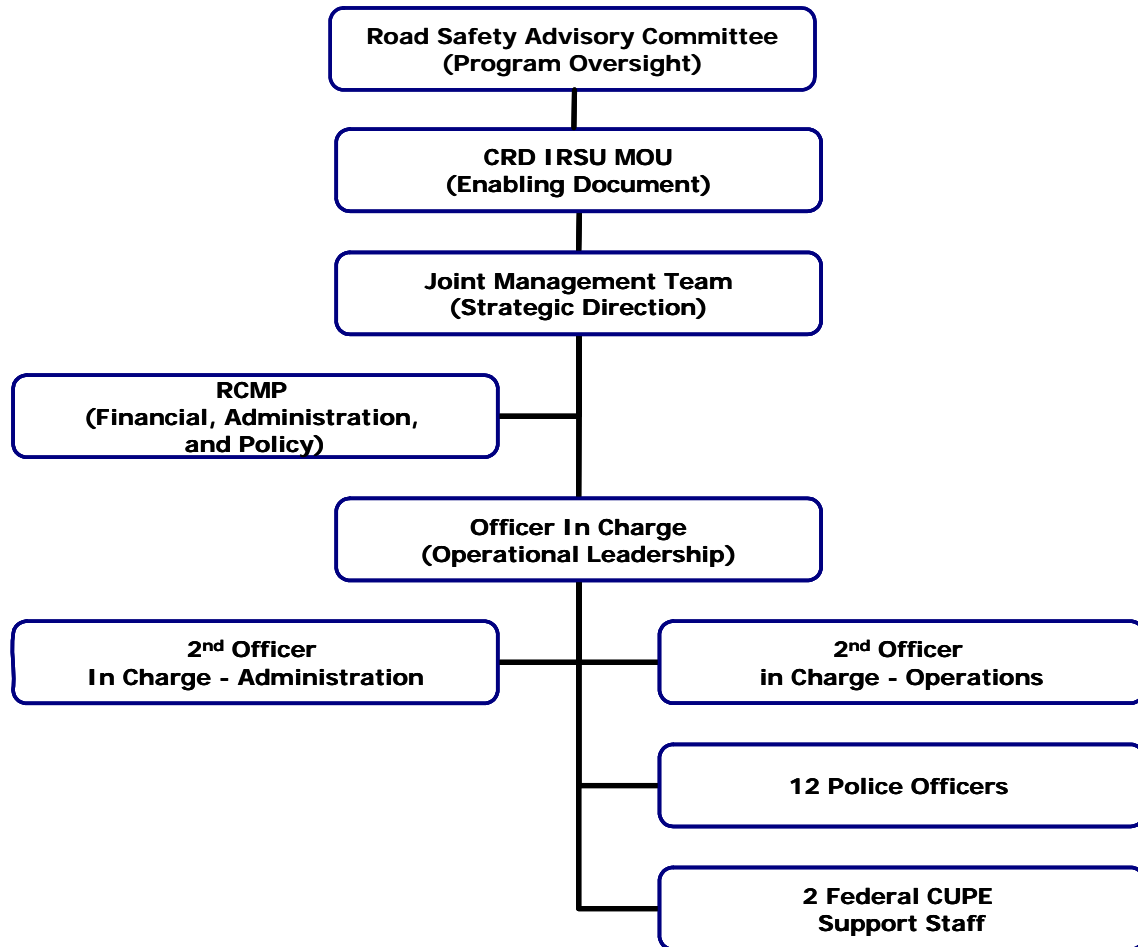 Road Safety Advisory Committee
(Program Oversight)
CRD IRSU MOU
(Enabling Document)
Joint Management Team
(Strategic Direction)
RCMP
(Financial, Administration,
and Policy)
Officer In Charge
(Operational Leadership)
2nd Officer
In Charge - Administration
2nd Officer
in Charge - Operations
12 Police Officers
2 Federal CUPE
Support Staff